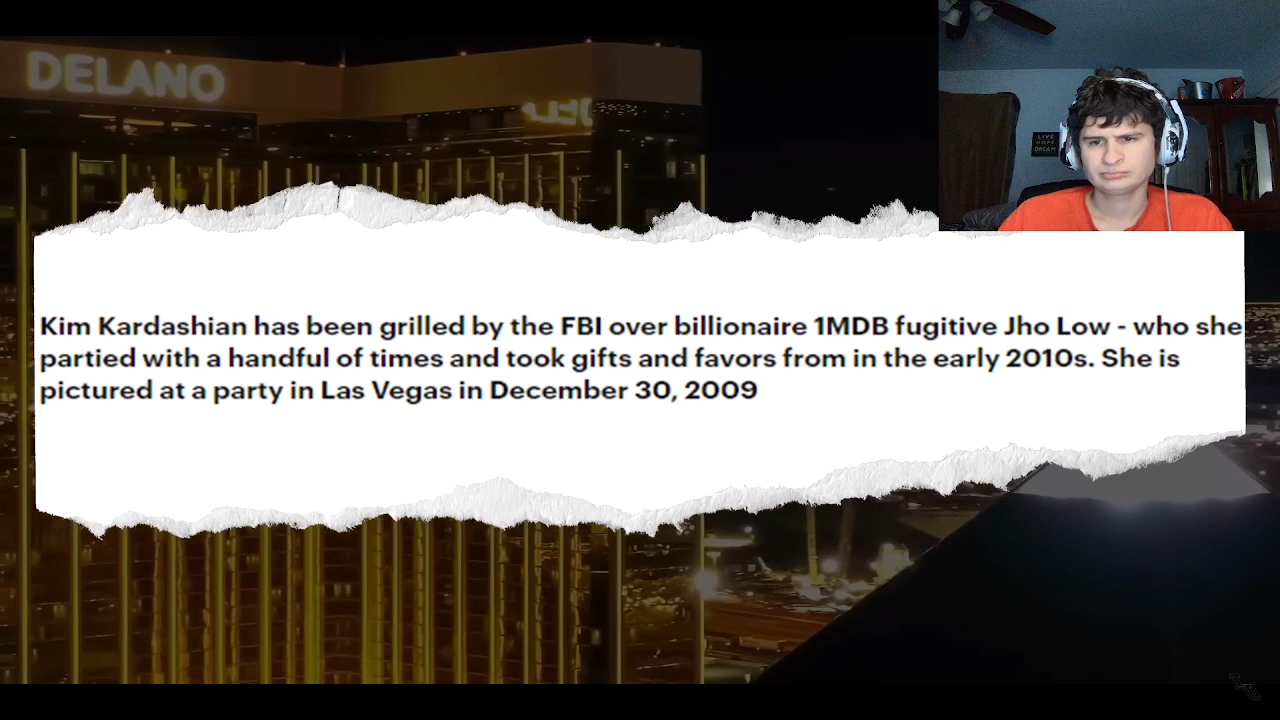 DELANO
LIVE
HOPE
DREAM
Kim Kardashian has been grilled by the FBI over billionaire 1MDB fugitive Jho Low - who she
partied with a handful of times and took gifts and favors from in the early 2010s. She is
pictured at a party in Las Vegas in December 30, 2009